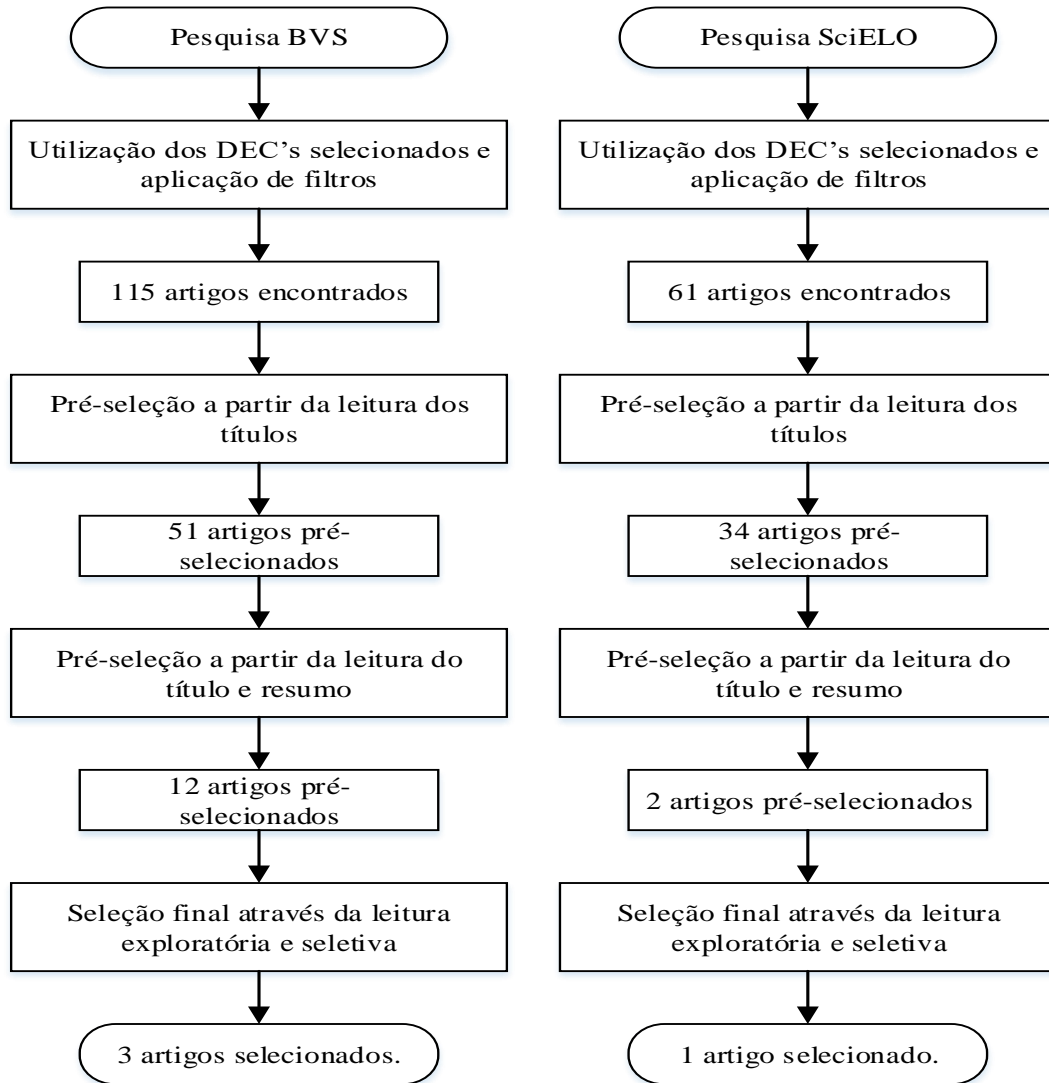 Pesquisa BVS
Utilização dos DEC's selecionados e
aplicação de filtros
115 artigos encontrados
Pré-seleção a partir da leitura dos
títulos
51 artigos pré-
selecionados
Pré-seleção a partir da leitura do
título e resumo
12 artigos pré-
selecionados
Seleção final através da leitura
exploratória e seletiva
3 artigos selecionados.
Pesquisa SciELO
Utilização dos DEC's selecionados e
aplicação de filtros
61 artigos encontrados
Pré-seleção a partir da leitura dos
títulos
34 artigos pré-
selecionados
Pré-seleção a partir da leitura do
título e resumo
2 artigos pré-selecionados
Seleção final através da leitura
exploratória e seletiva
1 artigo selecionado.